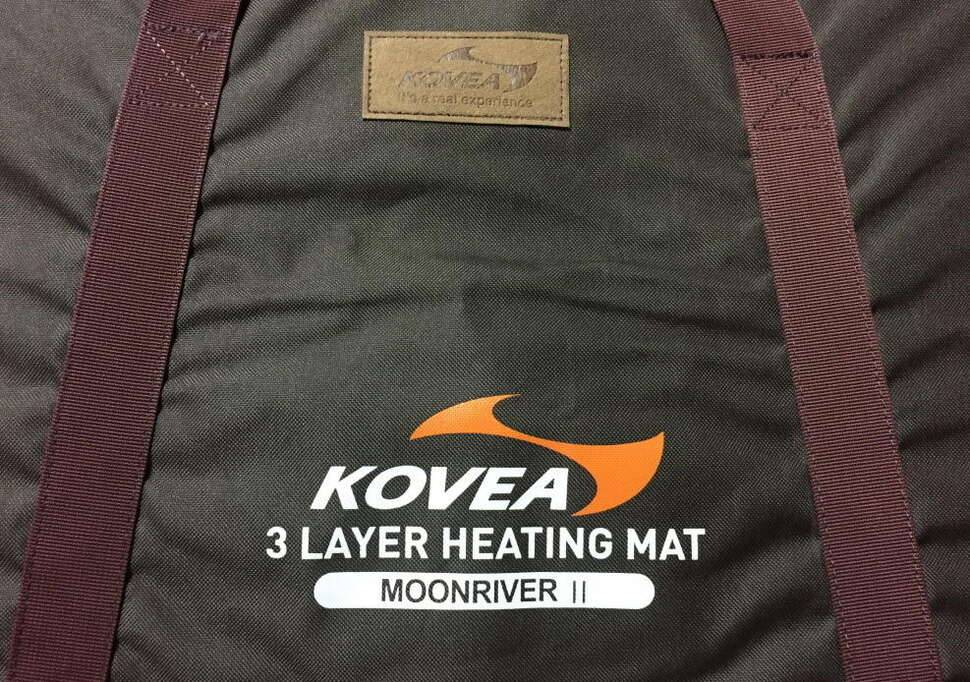 KOVEA
It's a real experience
KOVEA
3 LAYER HEATING MAT
MOONRIVER II